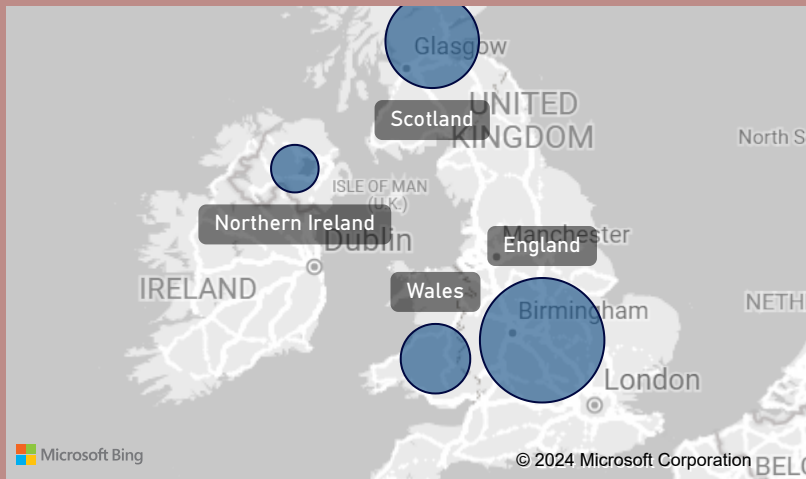 Glasgow
UNITED
KINGDOM
Scotland
North S
ISLE OF MAN
(U.K.)
Northern Ireland
Dublin
Manchester
England
IRELAND
Wales
Birmingham
NETH
London
Microsoft Bing
© 2024 Microsoft Corporation
BELG